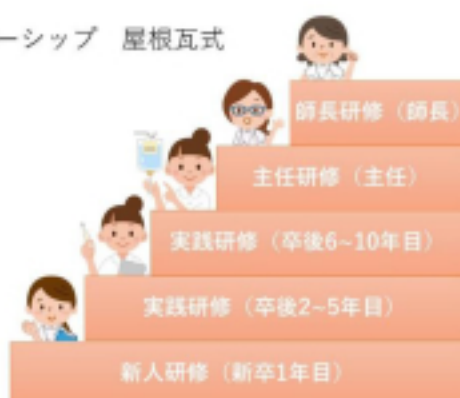 ーシップ　屋根瓦式
師長研修（師長）
主任研修（主任）
実践研修（卒後6~10年目）
実践研修（卒後2~5年目）
新人研修（新卒1年目）